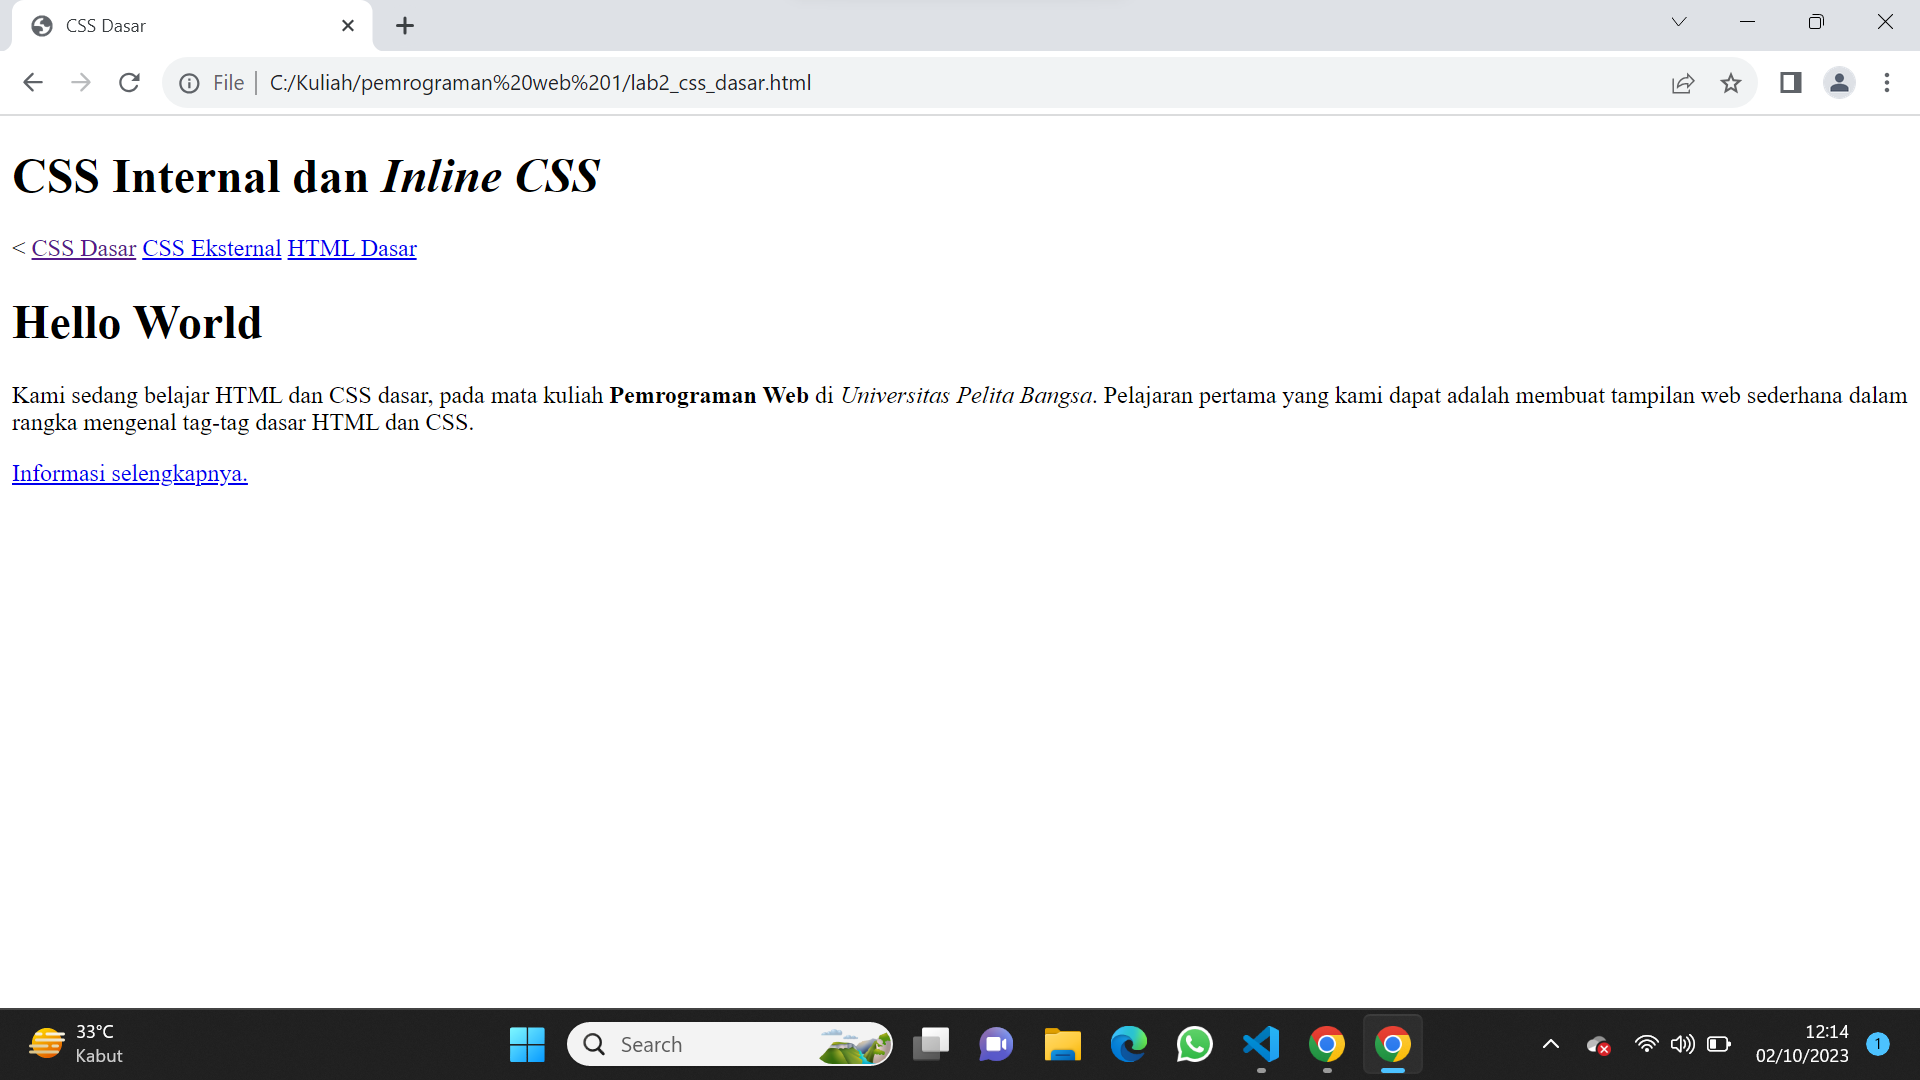 CSS Dasar
File
C:/Kuliah/pemrograman%20web%201/lab2_css_dasar.html
CSS Internal dan Inline CSS
< CSS Dasar CSS Eksternal HTML Dasar
Hello World
Kami sedang belajar HTML dan CSS dasar, pada mata kuliah Pemrograman Web di Universitas Pelita Bangsa. Pelajaran pertama yang kami dapat adalah membuat tampilan web sederhana dalam
rangka mengenal tag-tag dasar HTML dan CSS.
Informasi selengkapnya.
33°C
Kabut
Search
12:14
02/10/2023
1